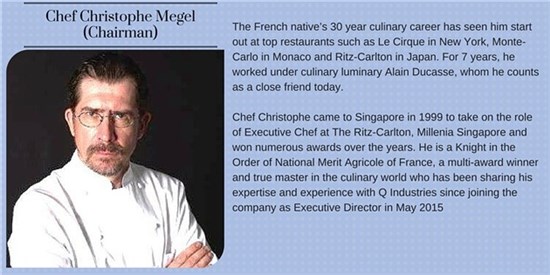 Chef Christophe Megel
(Chairman)
The French native's 30 year culinary career has seen him start
out at top restaurants such as Le Cirque in New York, Monte-
Carlo in Monaco and Ritz-Carlton in Japan. For 7 years, he
worked under culinary luminary Alain Ducasse, whom he counts
as a close friend today.
Chef Christophe came to Singapore in 1999 to take on the role
of Executive Chef at The Ritz-Carlton, Millenia Singapore and
won numerous awards over the years. He is a Knight in the
Order of National Merit Agricole of France, a multi-award winner
and true master in the culinary world who has been sharing his
expertise and experience with Q Industries since joining the
company as Executive Director in May 2015